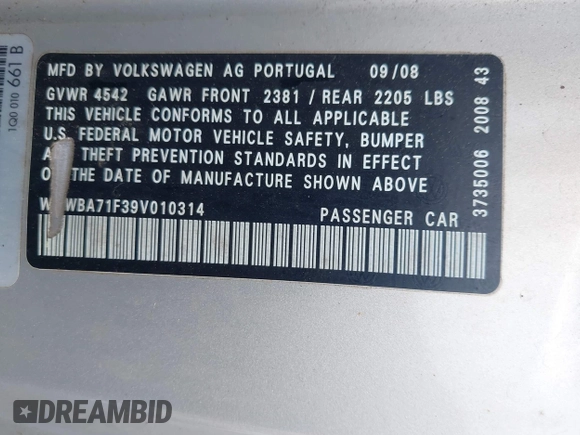 MFD BY VOLKSWAGEN AG PORTUGAL 09/08
GVWR 4542 GAWR FRONT 2381 / REAR 2205 LBS
THIS VEHICLE CONFORMS TO ALL APPLICABLE
U.S. FEDERAL MOTOR VEHICLE SAFETY, BUMPER
THEFT PREVENTION STANDARDS IN EFFECT
ON THE DATE OF MANUFACTURE SHOWN ABOVE
PASSENGER CAR
3735006 2008 43
1Q0 010 661 B
DREAMBID